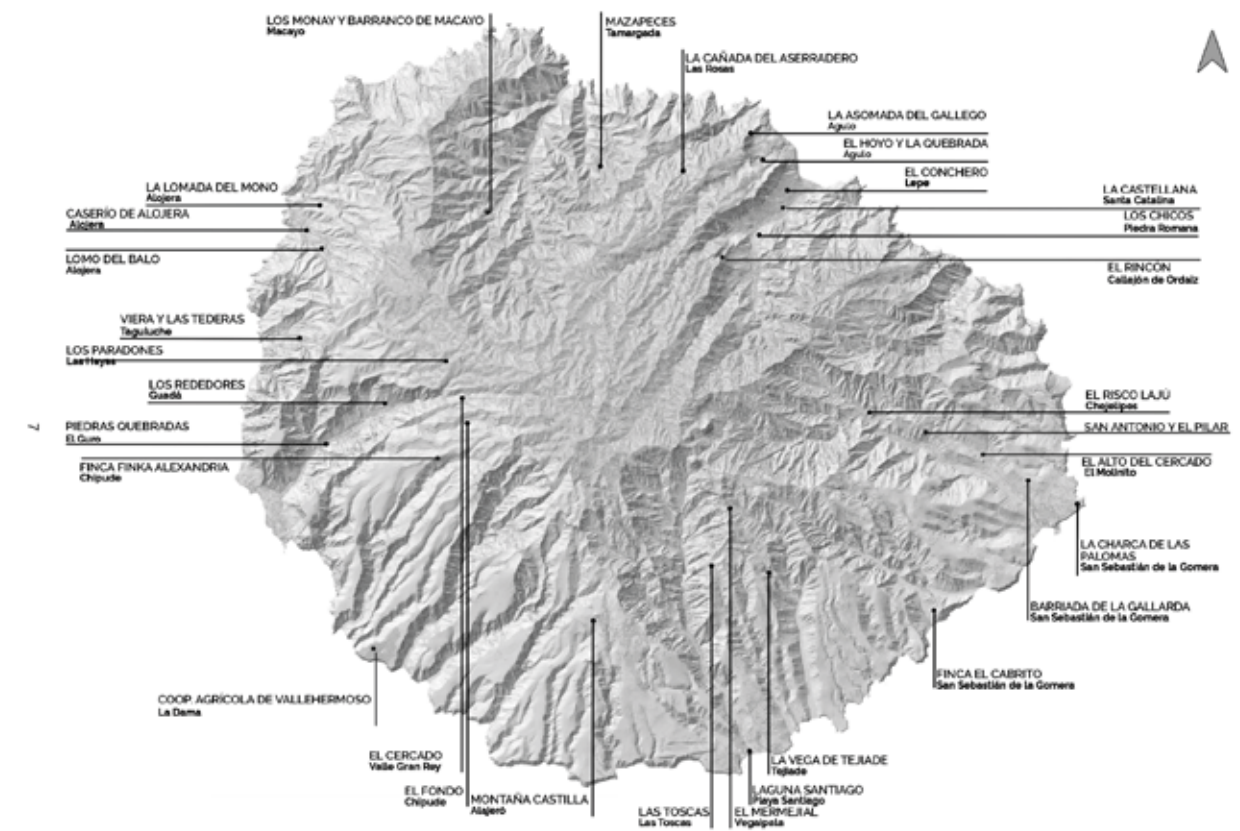 LOS MONAY Y BARRANCO DE MACAYO
Macayo
MAZAPECES
Tamargada
LA CAÑADA DEL ASERRADERO
Las Rosas
LA ASOMADA DEL GALLEGO
Agulo
EL HOYO Y LA QUEBRADA
Agulo
EL CONCHERO
Lepe
LA CASTELLANA
Santa Catalina
LOS CHICOS
Piedra Romana
EL RINCÓN
Callejón de Ordaiz
LA LOMADA DEL MONO
Alojera
CASERÍO DE ALOJERA
Alojera
LOMO DEL BALO
Alojera
VIERA Y LAS TEDERAS
Taguluche
LOS PARADONES
Las Hayas
LOS REDEDORES
Guadá
PIEDRAS QUEBRADAS
El Guro
FINCA FINKA ALEXANDRIA
Chipude
7
EL RISCO LAJÚ
Chejelipes
SAN ANTONIO Y EL PILAR
EL ALTO DEL CERCADO
El Molinito
LA CHARCA DE LAS
PALOMAS
San Sebastián de la Gomera
BARRIADA DE LA GALLARDA
San Sebastián de la Gomera
FINCA EL CABRITO
San Sebastián de la Gomera
COOP. AGRÍCOLA DE VALLEHERMOSO
La Dama
EL CERCADO
Valle Gran Rey
EL FONDO
Chipude
MONTAÑA CASTILLA
Alajeró
LAS TOSCAS
Las Toscas
EL MERMEJIAL
Vegaipala
LAGUNA SANTIAGO
Playa Santiago
LA VEGA DE TEJIADE
Tejiade